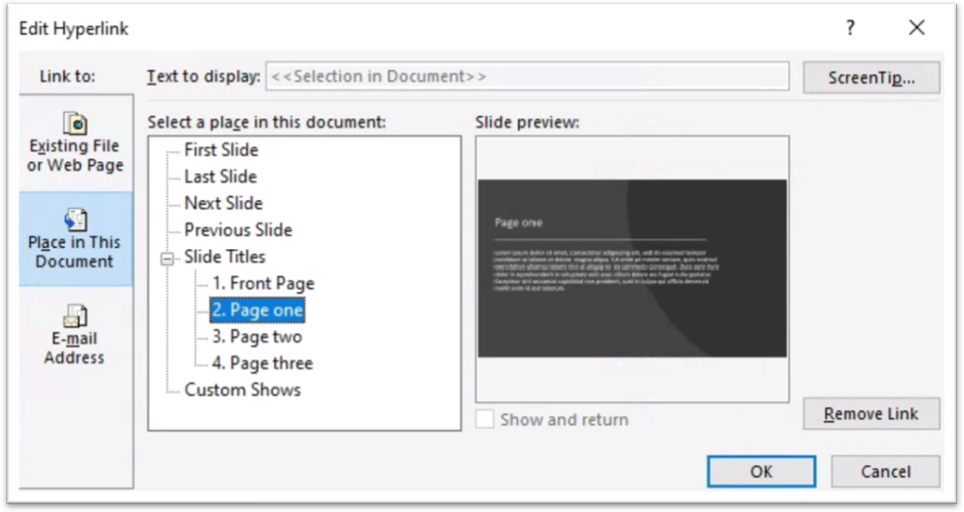 Edit Hyperlink
?
Link to:
Text to display:
<<Selection in Document>>
ScreenTip...
Existing File
or Web Page
Place in This
Document
E-mail
Address
Select a place in this document:
First Slide
Last Slide
Next Slide
Previous Slide
Slide Titles
1. Front Page
2. Page one
3. Page two
4. Page three
Custom Shows
Slide preview:
Page one
Show and return
Remove Link
OK
Cancel